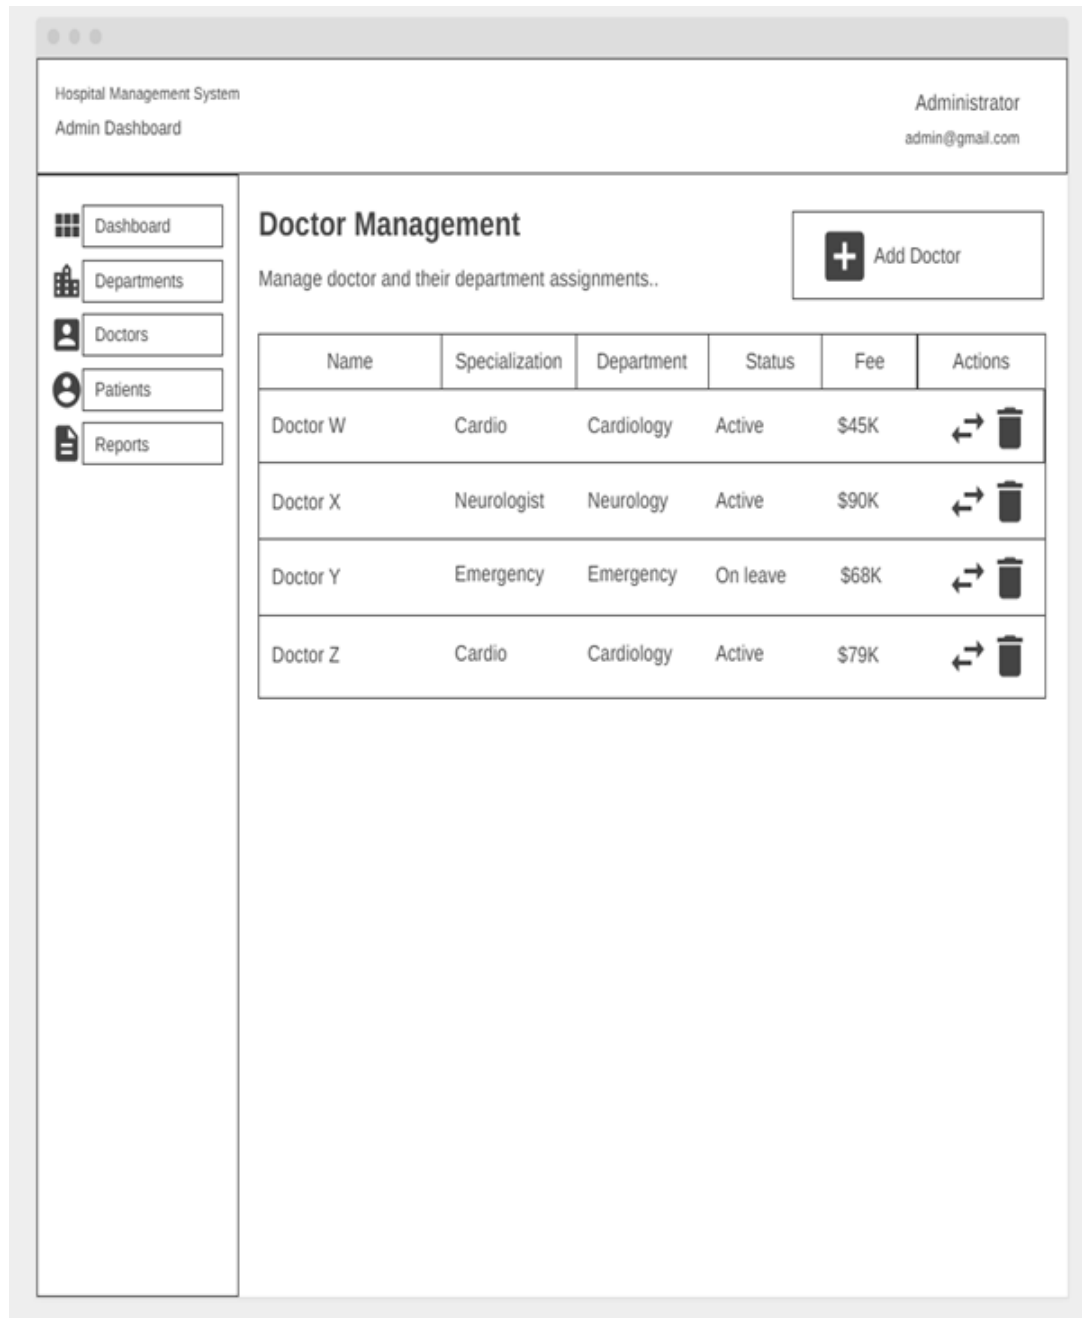 Hospital Management System
Admin Dashboard
Administrator
admin@gmail.com
Dashboard
Departments
Doctors
Patients
Reports
Doctor Management
Manage doctor and their department assignments..
Add Doctor
Name Specialization Department Status Fee Actions
Doctor W Cardio Cardiology Active $45K
Doctor X Neurologist Neurology Active $90K
Doctor Y Emergency Emergency On leave $68K
Doctor Z Cardio Cardiology Active $79K